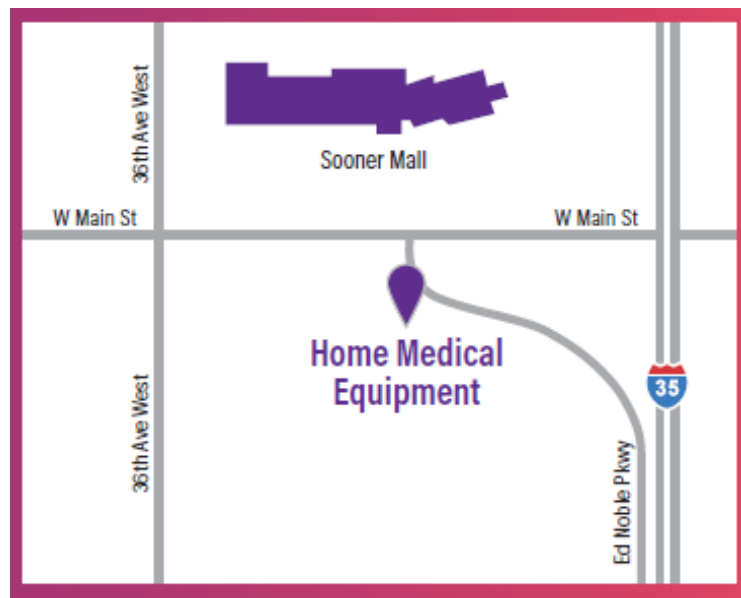 36th Ave West
Sooner Mall
W Main St
W Main St
Home Medical
Equipment
35
36th Ave West
Ed Noble Pkwy